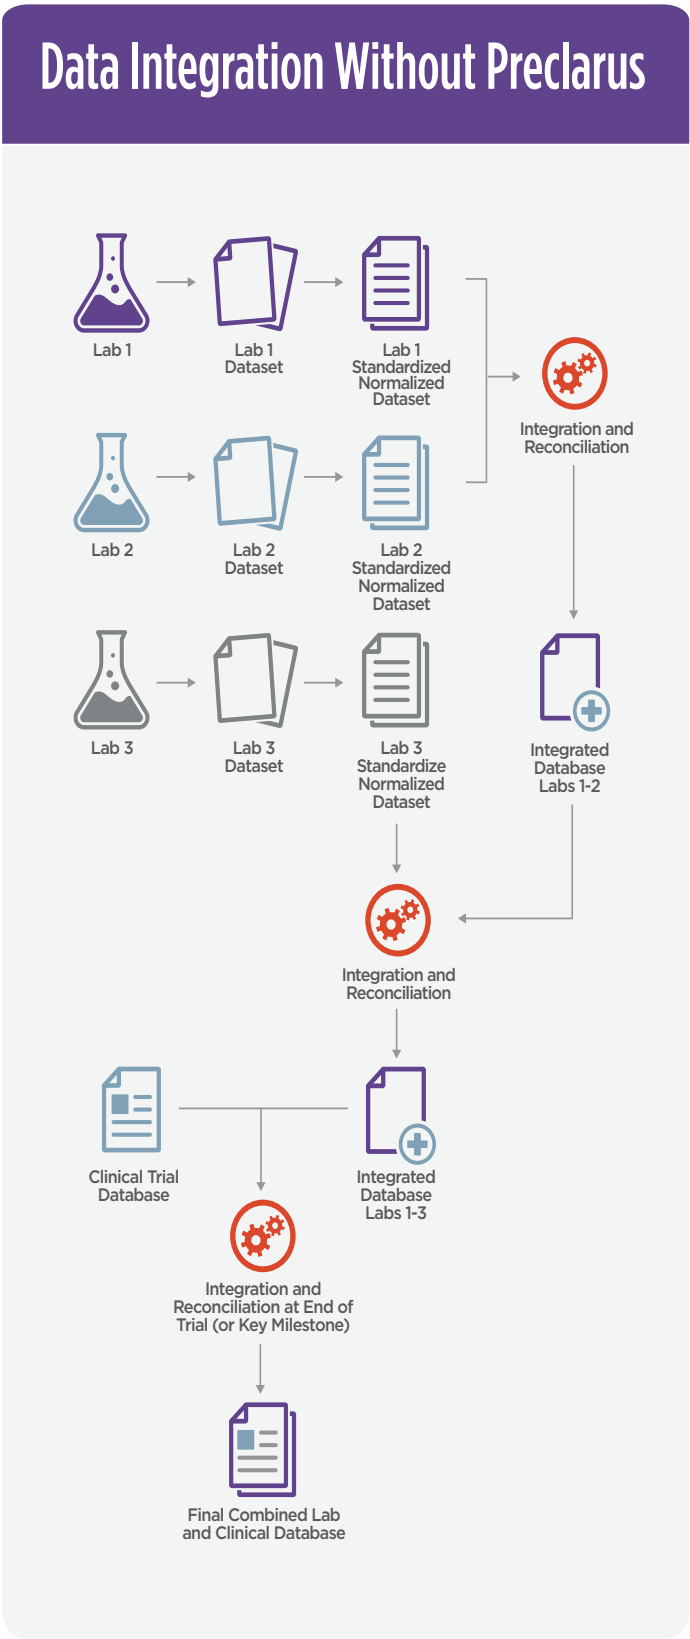 Data Integration Without Preclarus
Lab 1
Lab 1
Dataset
Lab 1
Standardized
Normalized
Dataset
Integration and
Reconciliation
Lab 2
Lab 2
Dataset
Lab 2
Standardized
Normalized
Dataset
Lab 3
Lab 3
Dataset
Lab 3
Standardize
Normalized
Dataset
Integrated
Database
Labs 1-2
Integration and
Reconciliation
Clinical Trial
Database
Integrated
Database
Labs 1-3
Integration and
Reconciliation at End of
Trial (or Key Milestone)
Final Combined Lab
and Clinical Database